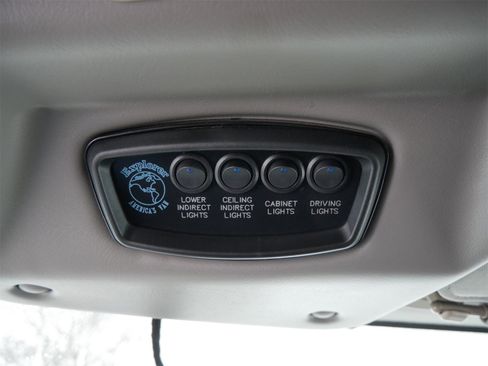 Explorer
AMERICA'S VAN
LOWER
INDIRECT
LIGHTS
CEILING
INDIRECT
LIGHTS
CABINET
LIGHTS
DRIVING
LIGHTS